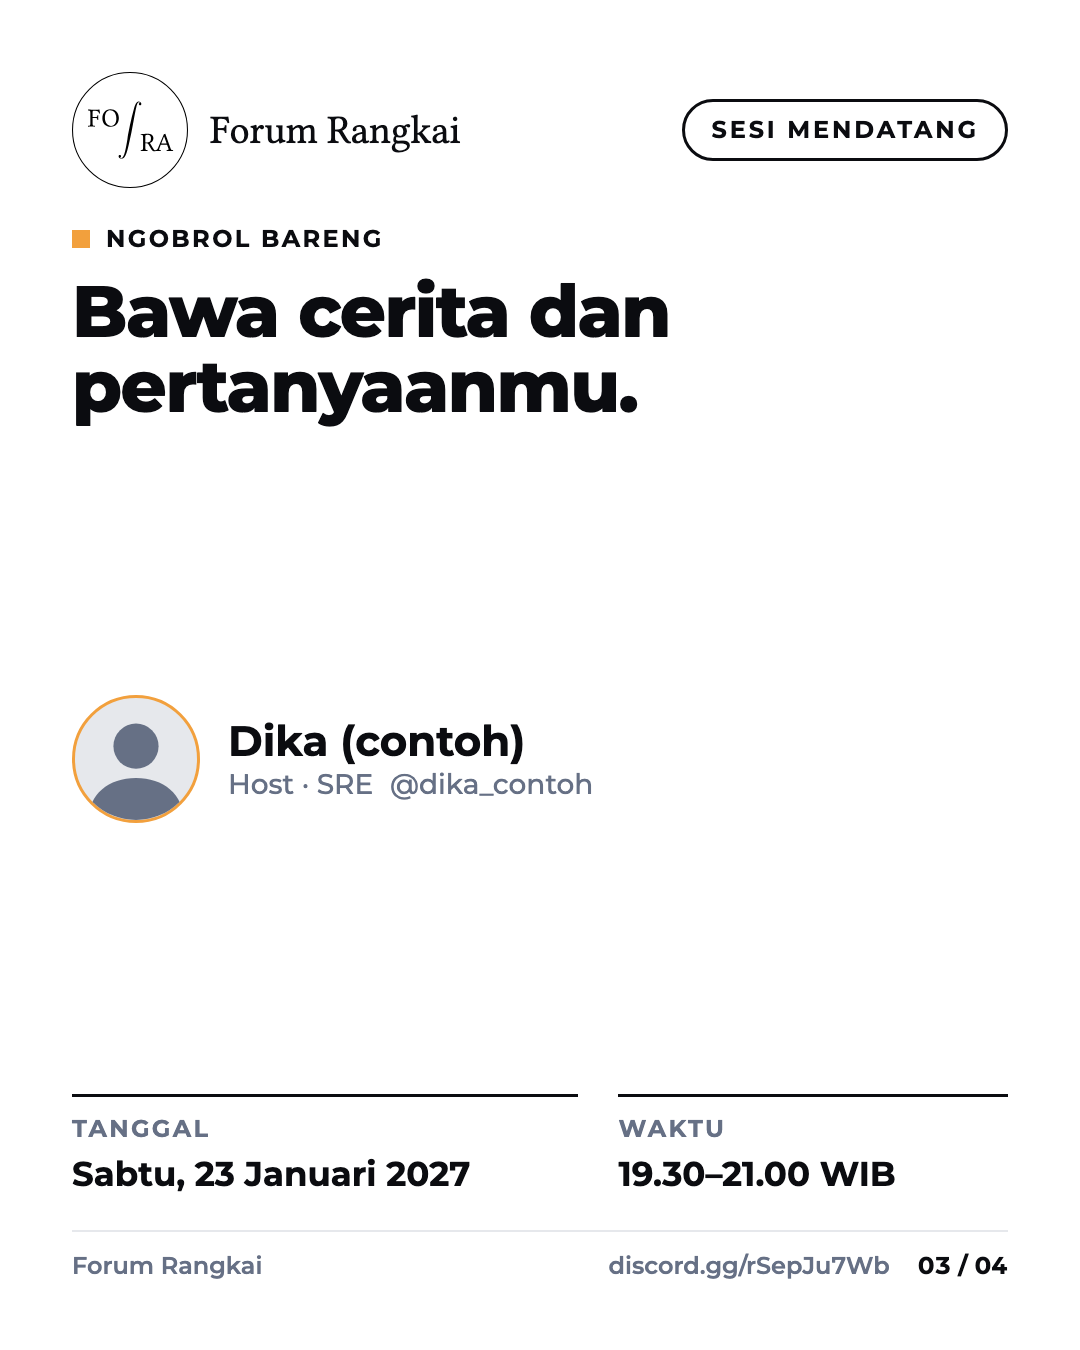 FO
RA
Forum Rangkai
SESI MENDATANG
NGOBROL BARENG
Bawa cerita dan
pertanyaanmu.
Dika (contoh)
Host · SRE @dika_contoh
TANGGAL
Sabtu, 23 Januari 2027
WAKTU
19.30–21.00 WIB
Forum Rangkai
discord.gg/rSepJu7Wb
03 / 04